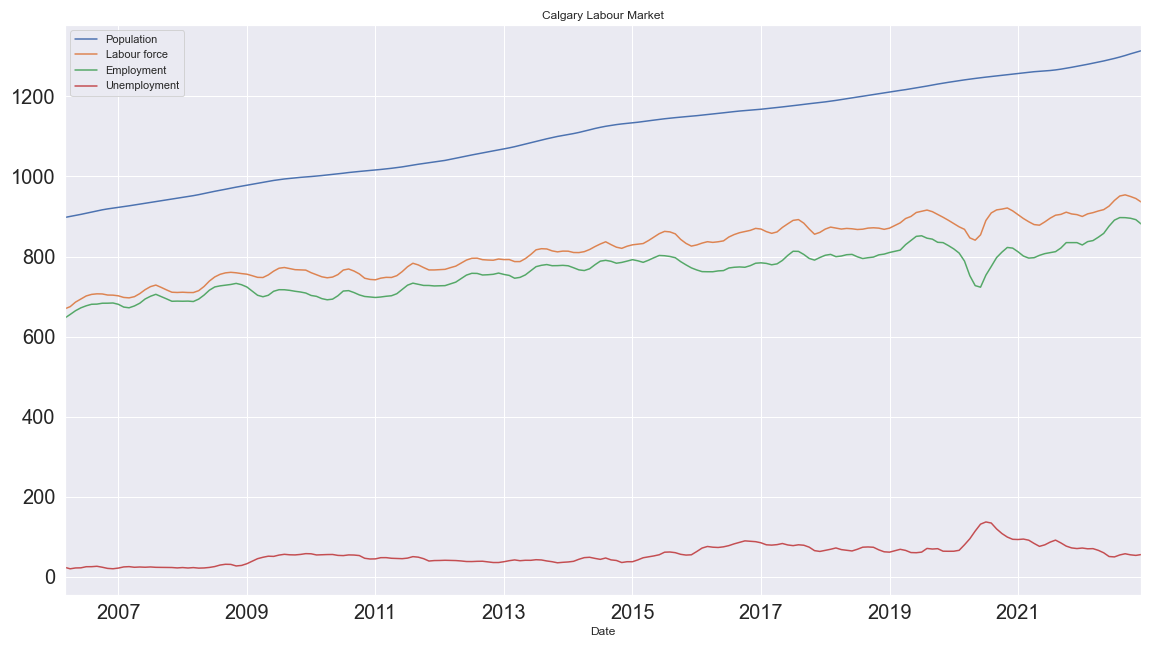 Calgary Labour Market
Population
Labour force
Employment
Unemployment
1200
1000
800
600
400
200
0
2007 2009 2011 2013 2015 2017 2019 2021
Date